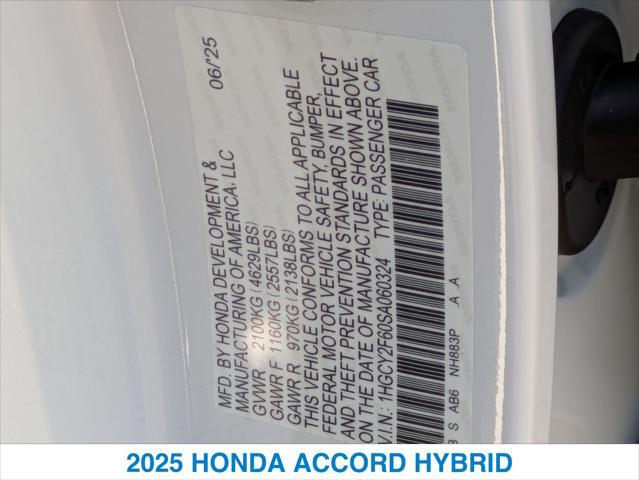 MFD. BY HONDA DEVELOPMENT & 06/'25
MANUFACTURING OF AMERICA, LLC
GVWR 2100KG (4629LBS)
GAWR F 1160KG (2557LBS)
GAWR R 970KG (2138LBS)
THIS VEHICLE CONFORMS TO ALL APPLICABLE
FEDERAL MOTOR VEHICLE SAFETY, BUMPER,
AND THEFT PREVENTION STANDARDS IN EFFECT
ON THE DATE OF MANUFACTURE SHOWN ABOVE.
V.I.N.: 1HGCY2F60SA060324 TYPE: PASSENGER CAR
S AB6 NH883P A A
2025 HONDA ACCORD HYBRID